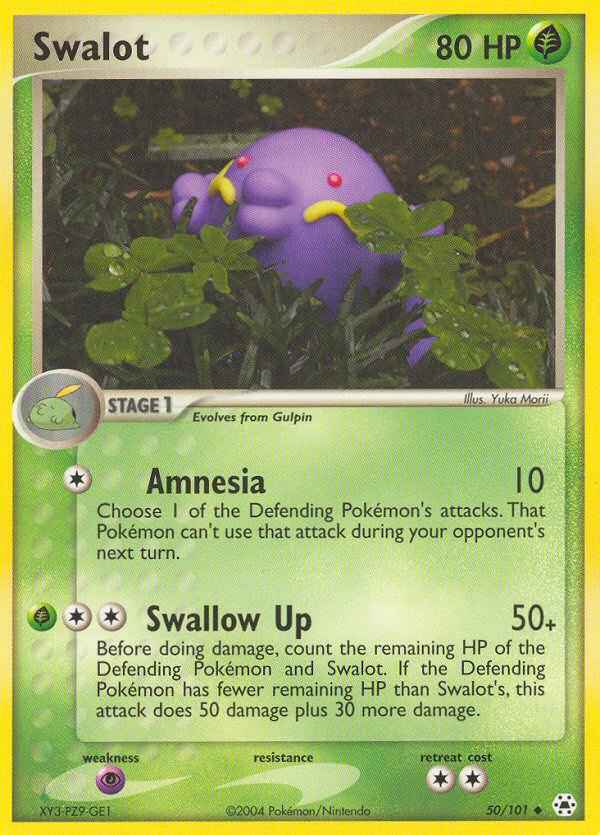 Swalot 80 HP
STAGE 1
Illus. Yuka Morii
Evolves from Gulpin
Amnesia 10
Choose 1 of the Defending Pokémon's attacks. That
Pokémon can't use that attack during your opponent's
next turn.
Swallow Up 50+
Before doing damage, count the remaining HP of the
Defending Pokémon and Swalot. If the Defending
Pokémon has fewer remaining HP than Swalot's, this
attack does 50 damage plus 30 more damage.
weakness resistance retreat cost
XY3-PZ9-GE1 ©2004 Pokémon/Nintendo 50/101